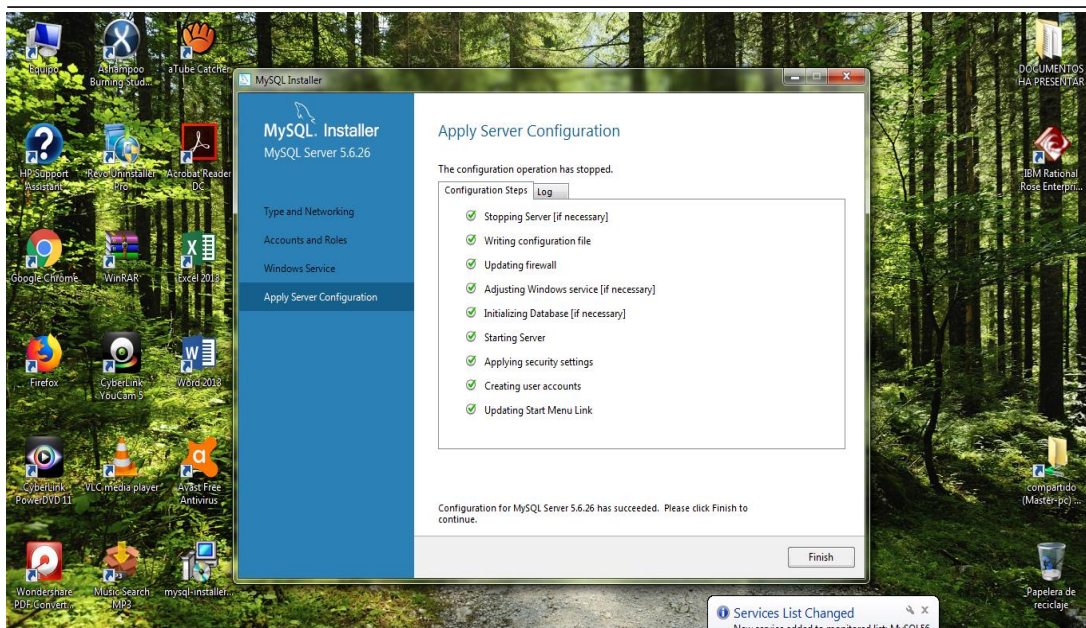 Equipo
Ashampoo
Burning Stud...
aTube Catcher
DOCUMENTOS
HA PRESENTAR
HP Support
Assistant
Revo Uninstaller
Pro
Acrobat Reader
DC
IBM Rational
Rose Enterpri...
Google Chrome
WinRAR
Excel 2013
Firefox
CyberLink
YouCam 5
Word 2013
CyberLink
PowerDVD 11
VLC media player
Avast Free
Antivirus
compartido
(Master-pc) ...
Wondershare
PDF Convert...
Music Search
MP3
mysql-installer...
Papelera de
reciclaje
MySQL Installer
MySQL. Installer
MySQL Server 5.6.26
Type and Networking
Accounts and Roles
Windows Service
Apply Server Configuration
Apply Server Configuration
The configuration operation has stopped.
Configuration Steps Log
Stopping Server [if necessary]
Writing configuration file
Updating firewall
Adjusting Windows service [if necessary]
Initializing Database [if necessary]
Starting Server
Applying security settings
Creating user accounts
Updating Start Menu Link
Configuration for MySQL Server 5.6.26 has succeeded. Please click Finish to
continue.
Finish
Services List Changed
New service added to monitored list: MySQL56